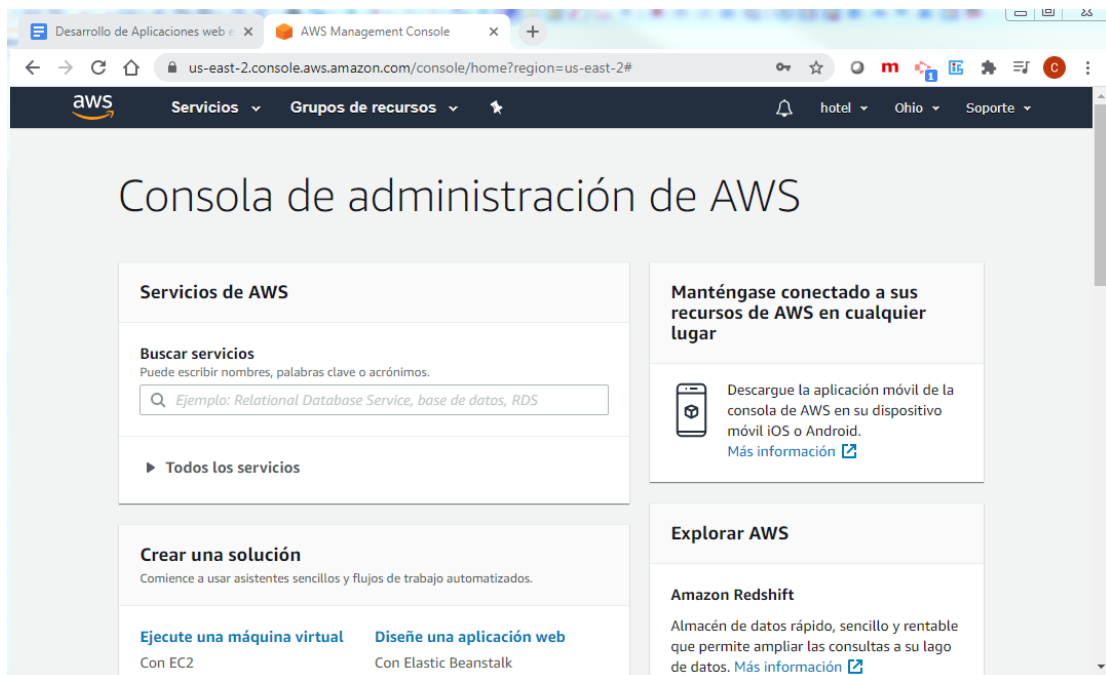 Desarrollo de Aplicaciones web e
AWS Management Console
us-east-2.console.aws.amazon.com/console/home?region=us-east-2#
m
1
C
aws
Servicios
Grupos de recursos
hotel
Ohio
Soporte
Consola de administración de AWS
Servicios de AWS
Buscar servicios
Puede escribir nombres, palabras clave o acrónimos.
Ejemplo: Relational Database Service, base de datos, RDS
Todos los servicios
Crear una solución
Comience a usar asistentes sencillos y flujos de trabajo automatizados.
Ejecute una máquina virtual
Con EC2
Diseñe una aplicación web
Con Elastic Beanstalk
Manténgase conectado a sus
recursos de AWS en cualquier
lugar
Descargue la aplicación móvil de la
consola de AWS en su dispositivo
móvil iOS o Android.
Más información
Explorar AWS
Amazon Redshift
Almacén de datos rápido, sencillo y rentable
que permite ampliar las consultas a su lago
de datos. Más información